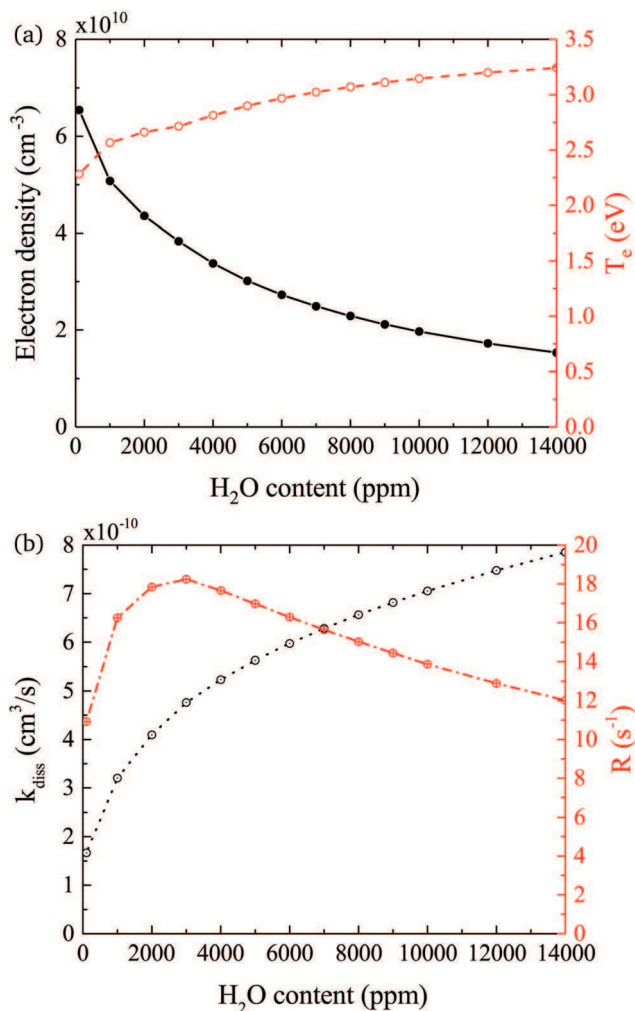 (a)
x10^10
8
6
4
2
0
Electron density (cm^-3)
3.5
3.0
2.5
2.0
1.5
1.0
0.5
0.0
T_e (eV)
0 2000 4000 6000 8000 10000 12000 14000
H₂O content (ppm)
(b)
x10^-10
8
7
6
5
4
3
2
1
0
k_diss (cm^3/s)
20
18
16
14
12
10
8
6
4
2
0
R (s^-1)
0 2000 4000 6000 8000 10000 12000 14000
H₂O content (ppm)